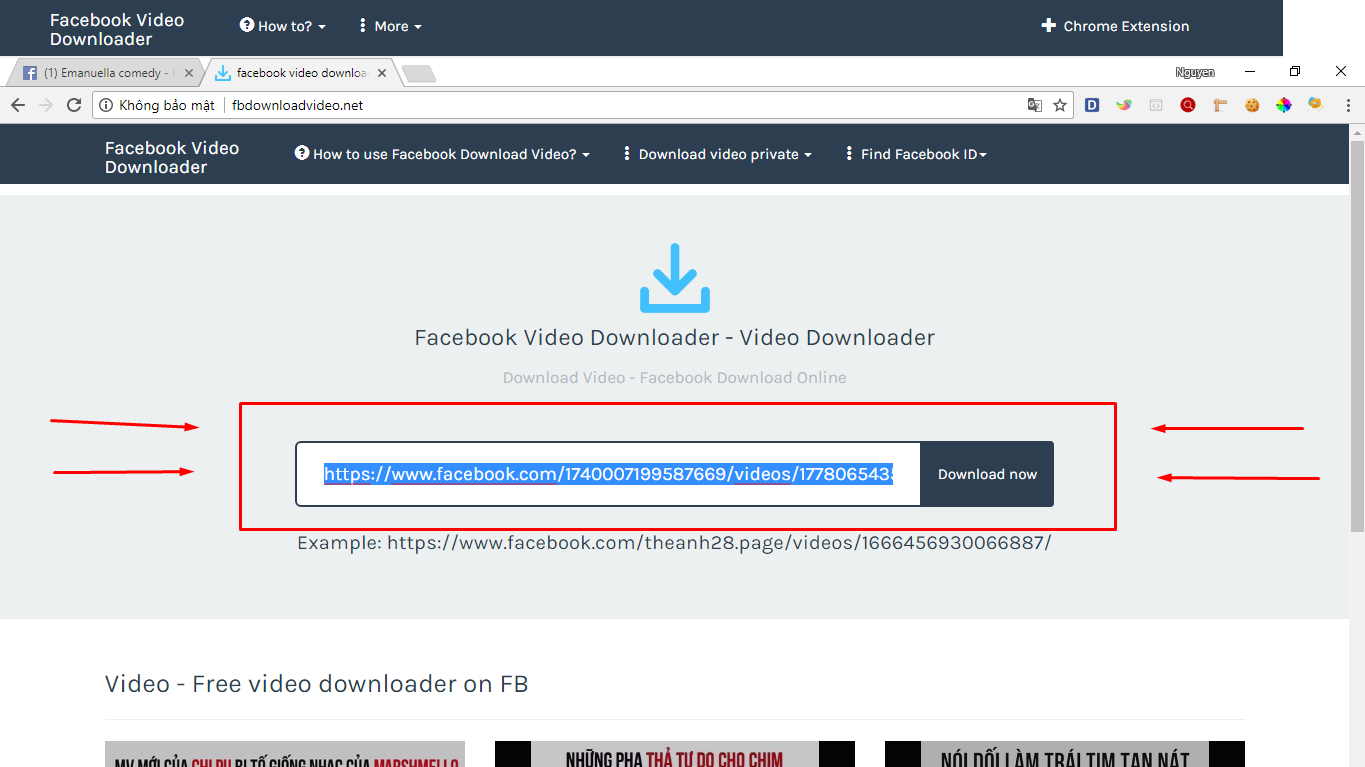 Facebook Video
Downloader
How to?
More
Chrome Extension
(1) Emanuella comedy -
facebook video downloa
Nguyen
Không bảo mật
fbdownloadvideo.net
D
Facebook Video
Downloader
How to use Facebook Download Video?
Download video private
Find Facebook ID
Facebook Video Downloader - Video Downloader
Download Video - Facebook Download Online
https://www.facebook.com/1740007199587669/videos/177806543
Download now
Example: https://www.facebook.com/theanh28.page/videos/1666456930066887/
Video - Free video downloader on FB
MV MỚI CỦA CHI PU BỊ TỐ GIỐNG NHẠC CỦA MARSHMELLO
NHỮNG PHA THẢ TỰ DO CHO CHIM
NÓI DỐI LÀM TRÁI TIM TAN NÁT